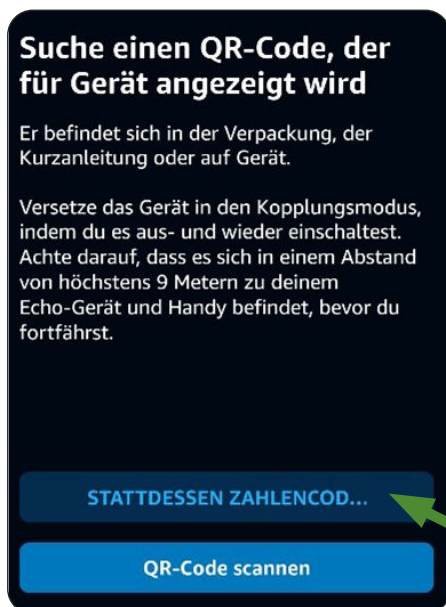 Suche einen QR-Code, der
für Gerät angezeigt wird
Er befindet sich in der Verpackung, der
Kurzanleitung oder auf Gerät.
Versetze das Gerät in den Kopplungsmodus,
indem du es aus- und wieder einschaltest.
Achte darauf, dass es sich in einem Abstand
von höchstens 9 Metern zu deinem
Echo-Gerät und Handy befindet, bevor du
fortfährst.
STATTDESSEN ZAHLENCOD...
QR-Code scannen